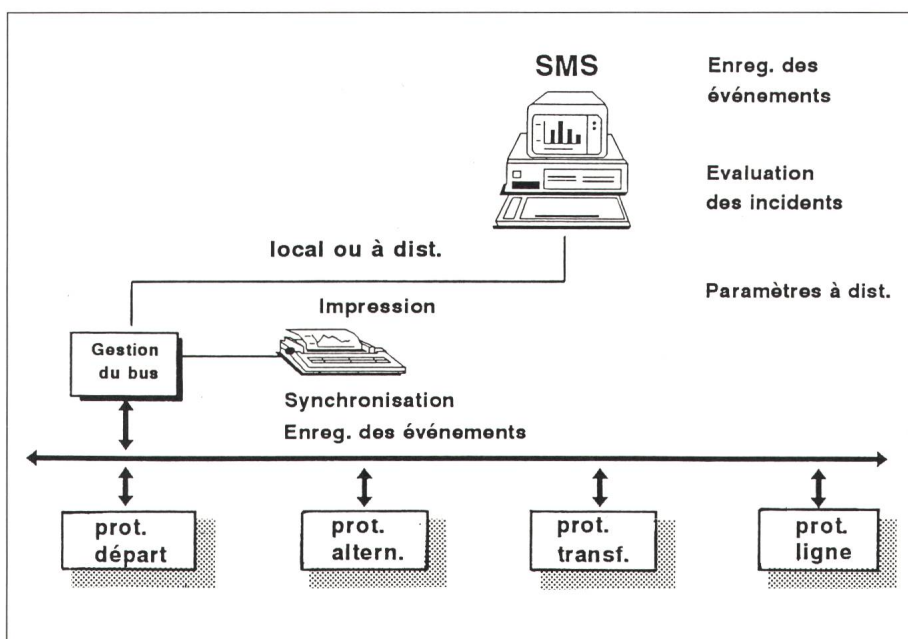 SMS
Enreg. des
événements
Evaluation
des incidents
local ou à dist.
Paramètres à dist.
Impression
Gestion
du bus
Synchronisation
Enreg. des événements
prot.
départ
prot.
altern.
prot.
transf.
prot.
ligne